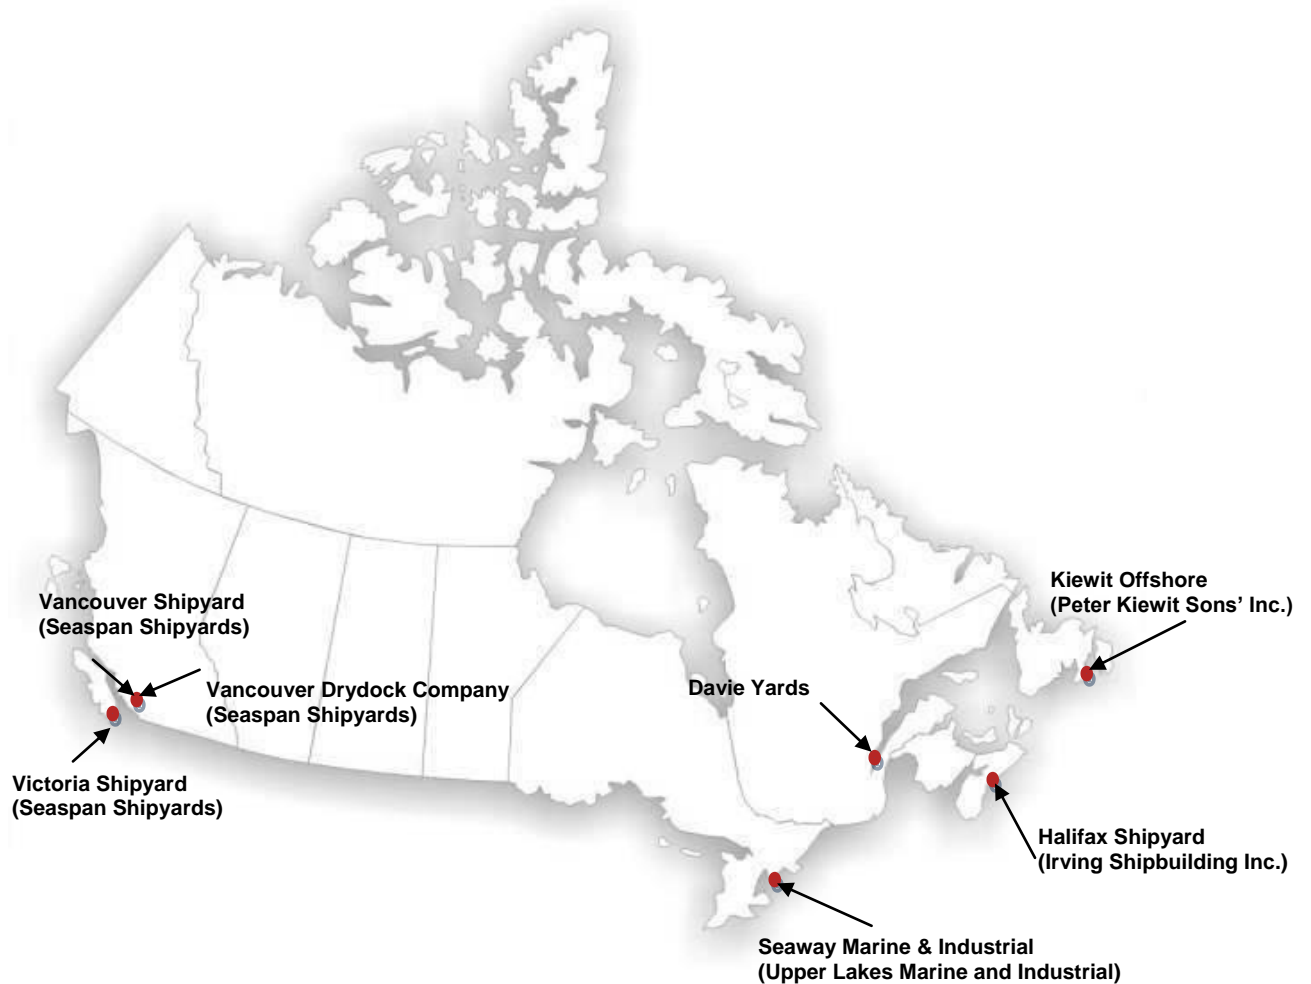 Kiewit Offshore
(Peter Kiewit Sons’ Inc.)
Vancouver Shipyard
(Seaspan Shipyards)
Vancouver Drydock Company
(Seaspan Shipyards)
Davie Yards
Victoria Shipyard
(Seaspan Shipyards)
Halifax Shipyard
(Irving Shipbuilding Inc.)
Seaway Marine & Industrial
(Upper Lakes Marine and Industrial)